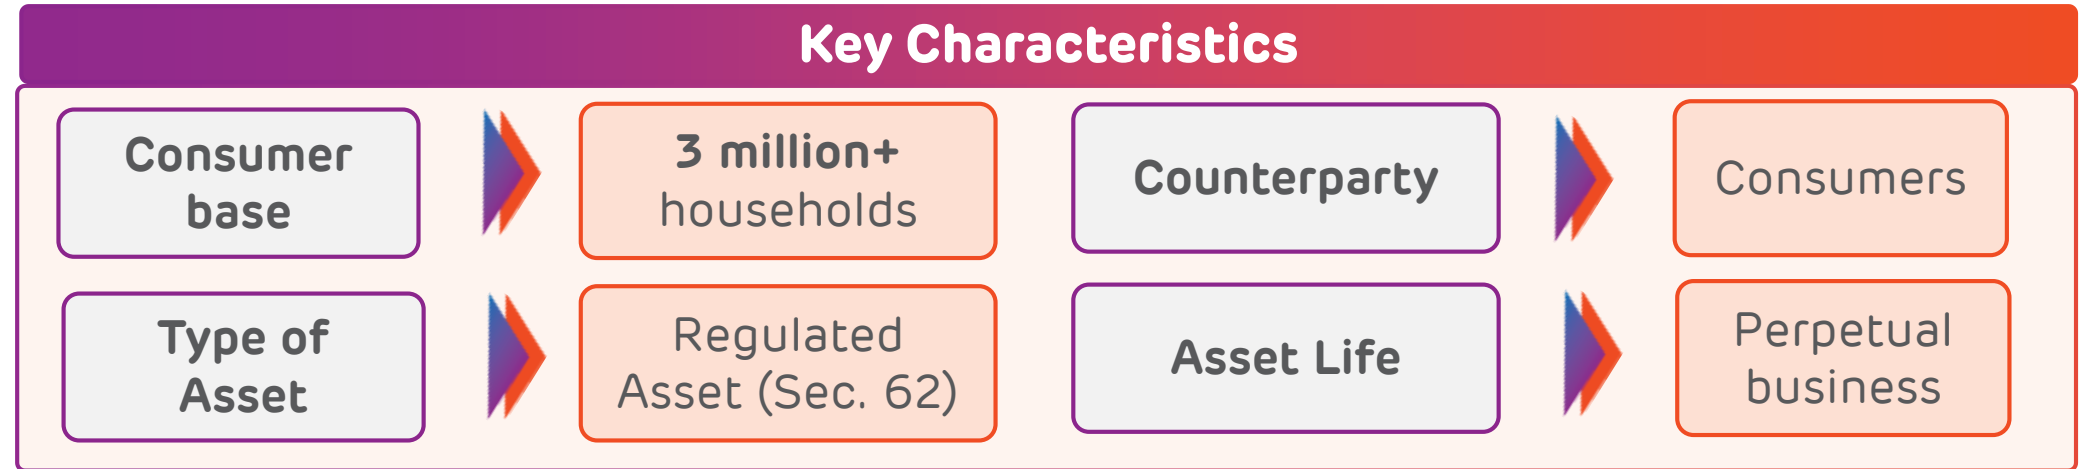 Key Characteristics
Consumer
base
3 million+
households
Counterparty
Consumers
Type of
Asset
Regulated
Asset (Sec. 62)
Asset Life
Perpetual
business